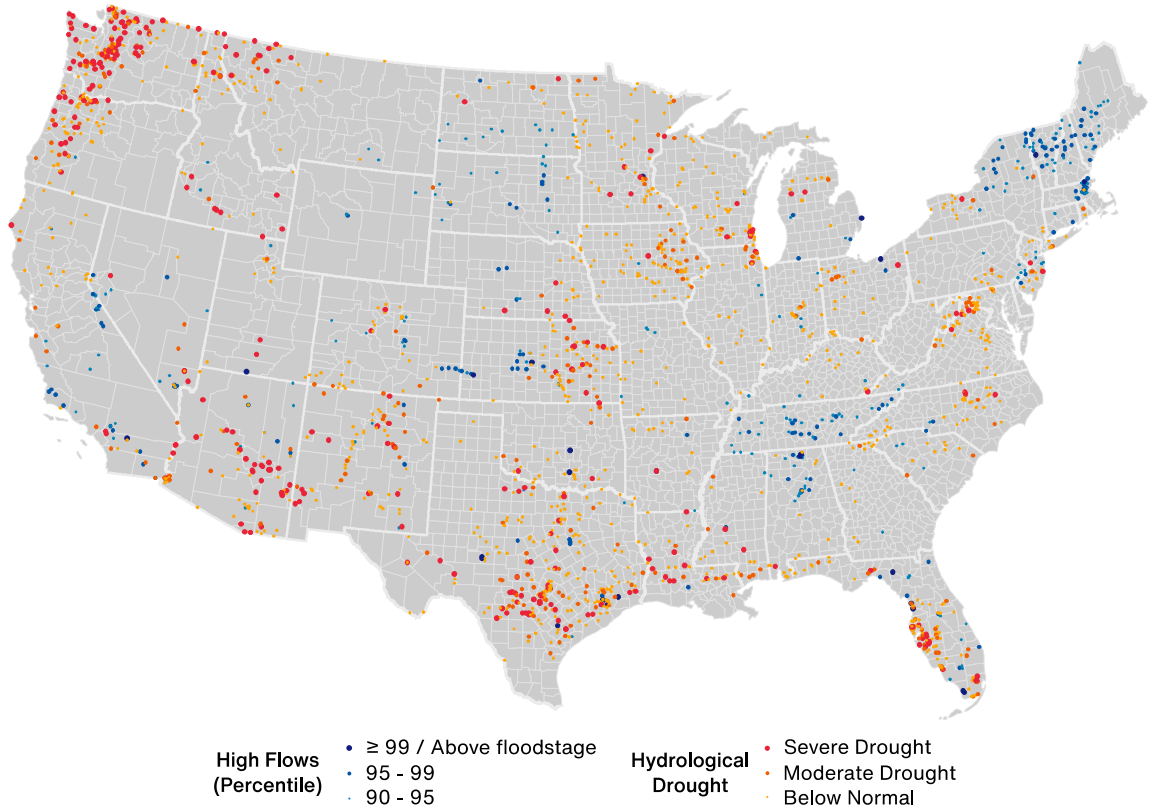 High Flows
(Percentile)
≥ 99 / Above floodstage
95 - 99
90 - 95
Hydrological
Drought
Severe Drought
Moderate Drought
Below Normal